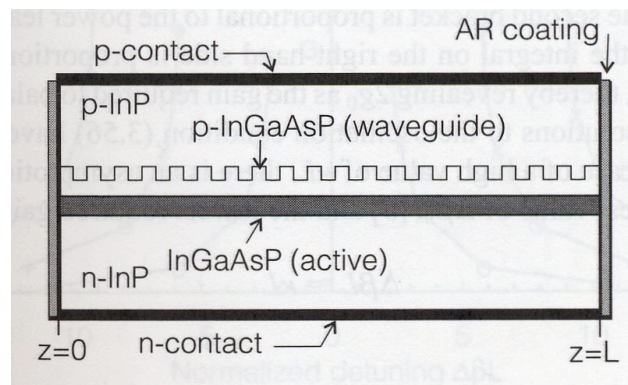 AR coating
p-contact
p-InP
p-InGaAsP (waveguide)
InGaAsP (active)
n-InP
z=0
n-contact
z=L